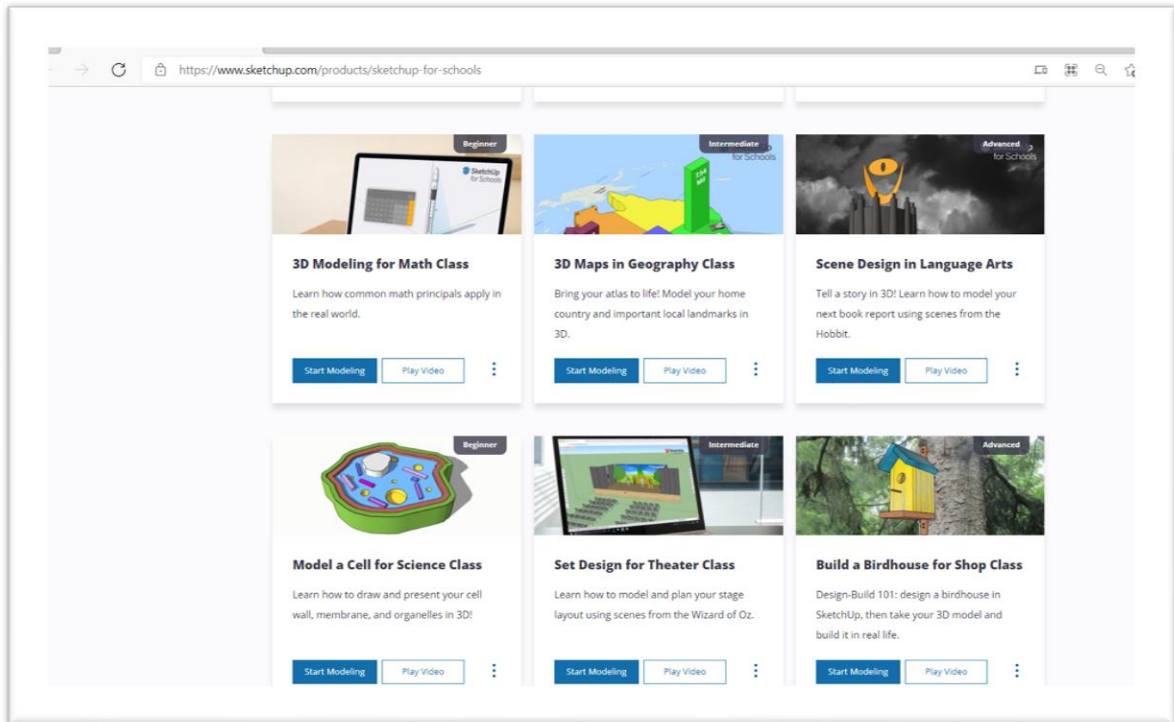 https://www.sketchup.com/products/sketchup-for-schools
Beginner
SketchUp
for Schools
Intermediate
for Schools
Advanced
for Schools
3D Modeling for Math Class
Learn how common math principals apply in
the real world.
Start Modeling
Play Video
3D Maps in Geography Class
Bring your atlas to life! Model your home
country and important local landmarks in
3D.
Start Modeling
Play Video
Scene Design in Language Arts
Tell a story in 3D! Learn how to model your
next book report using scenes from the
Hobbit.
Start Modeling
Play Video
Beginner
Intermediate
Advanced
Model a Cell for Science Class
Learn how to draw and present your cell
wall, membrane, and organelles in 3D!
Start Modeling
Play Video
Set Design for Theater Class
Learn how to model and plan your stage
layout using scenes from the Wizard of Oz.
Start Modeling
Play Video
Build a Birdhouse for Shop Class
Design-Build 101: design a birdhouse in
SketchUp, then take your 3D model and
build it in real life.
Start Modeling
Play Video